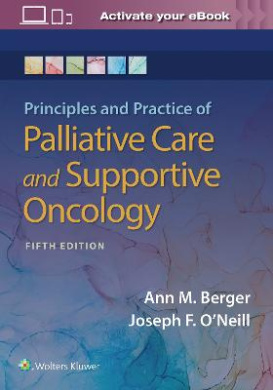 Activate your eBook
Principles and Practice of
Palliative Care
and Supportive
Oncology
FIFTH EDITION
Ann M. Berger
Joseph F. O'Neill
Wolters Kluwer